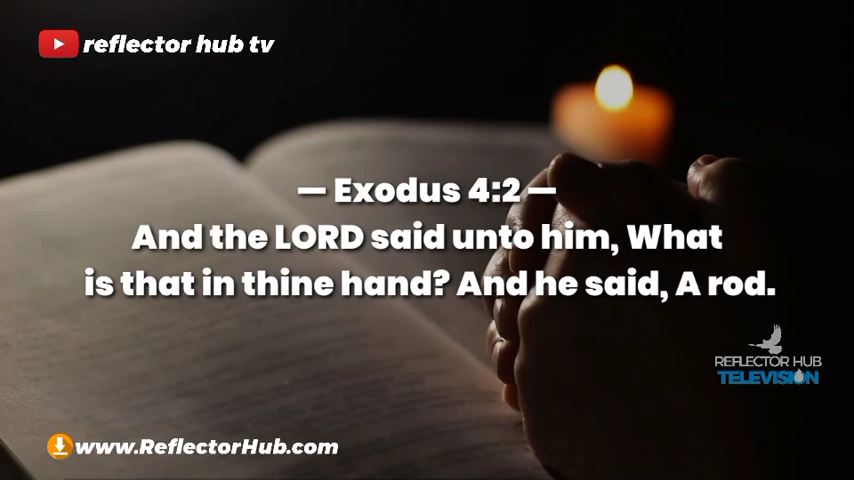 reflector hub tv
— Exodus 4:2 —
And the LORD said unto him, What
is that in thine hand? And he said, A rod.
REFLECTOR HUB
TELEVISION
www.ReflectorHub.com